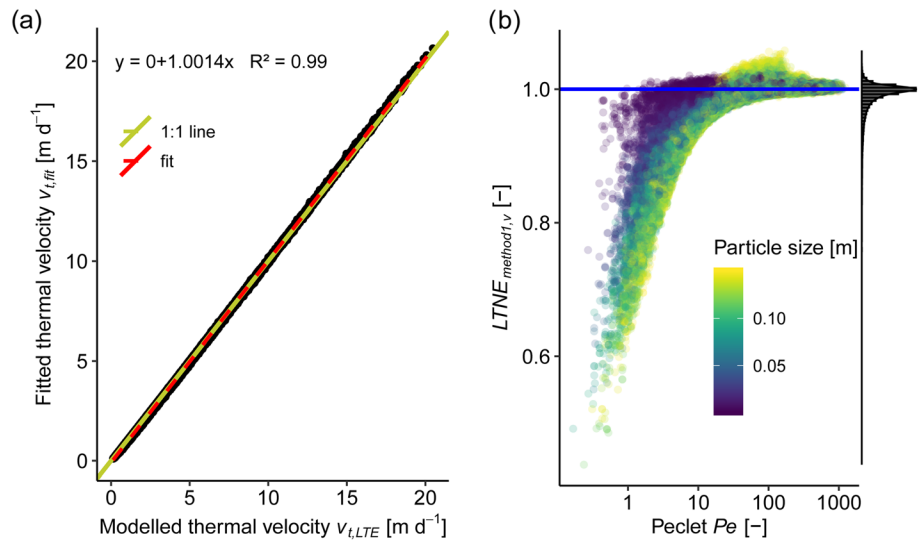 (a)
y = 0+1.0014x R² = 0.99
1:1 line
fit
20
15
10
5
0
0 5 10 15 20
Fitted thermal velocity v_t,fit [m d⁻¹]
Modelled thermal velocity v_t,LTE [m d⁻¹]
(b)
1.0
0.8
0.6
LTNE_method1,v [−]
Particle size [m]
0.10
0.05
1 10 100 1000
Peclet Pe [−]